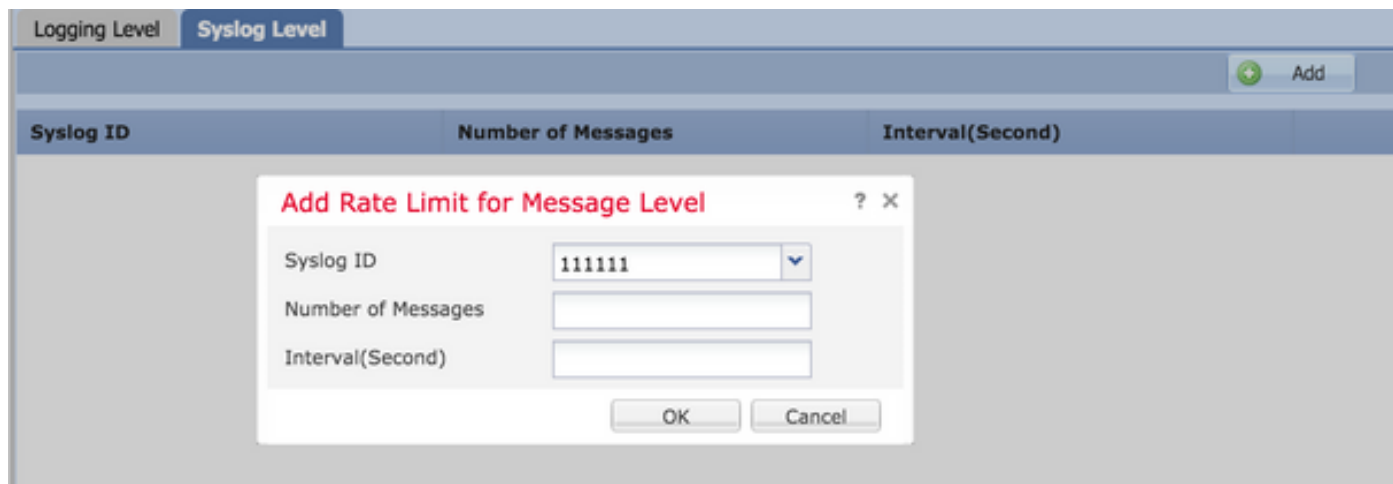 Logging Level Syslog Level
Add
Syslog ID Number of Messages Interval(Second)
Add Rate Limit for Message Level ? ×
Syslog ID 111111
Number of Messages
Interval(Second)
OK Cancel